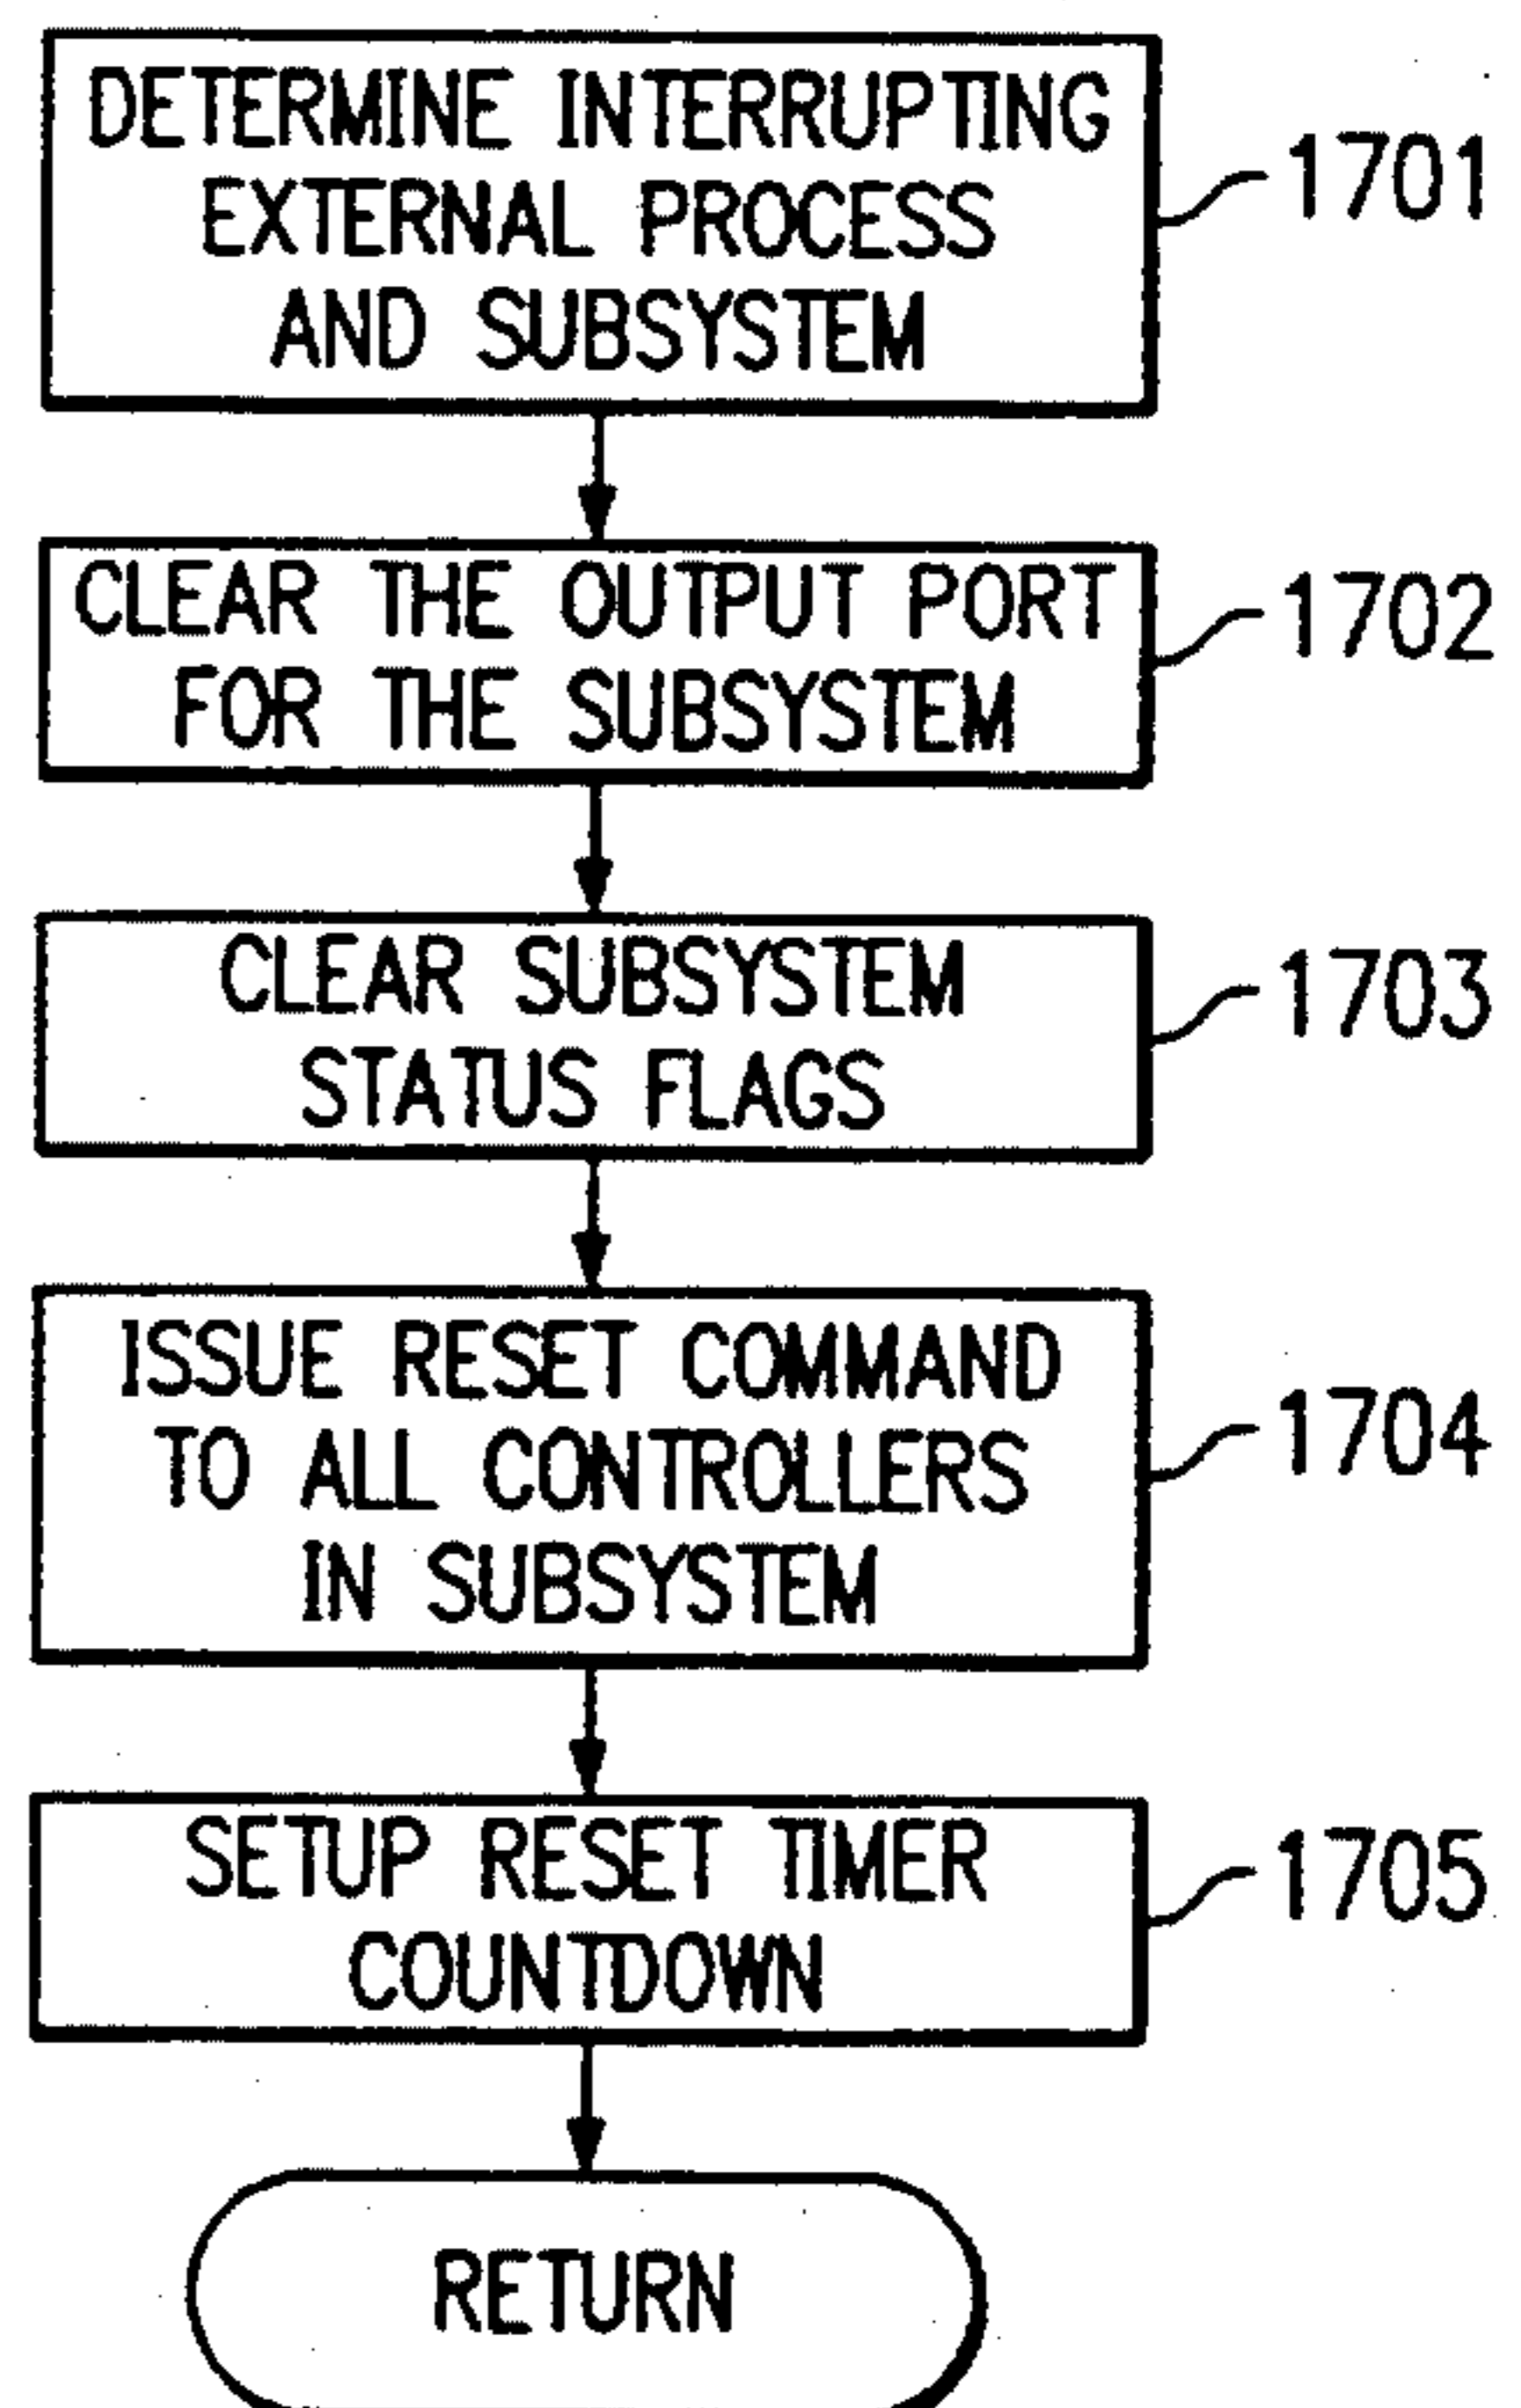 DETERMINE INTERRUPTING
EXTERNAL PROCESS
AND SUBSYSTEM
1701
CLEAR THE OUTPUT PORT
FOR THE SUBSYSTEM
1702
CLEAR SUBSYSTEM
STATUS FLAGS
1703
ISSUE RESET COMMAND
TO ALL CONTROLLERS
IN SUBSYSTEM
1704
SETUP RESET TIMER
COUNTDOWN
1705
RETURN